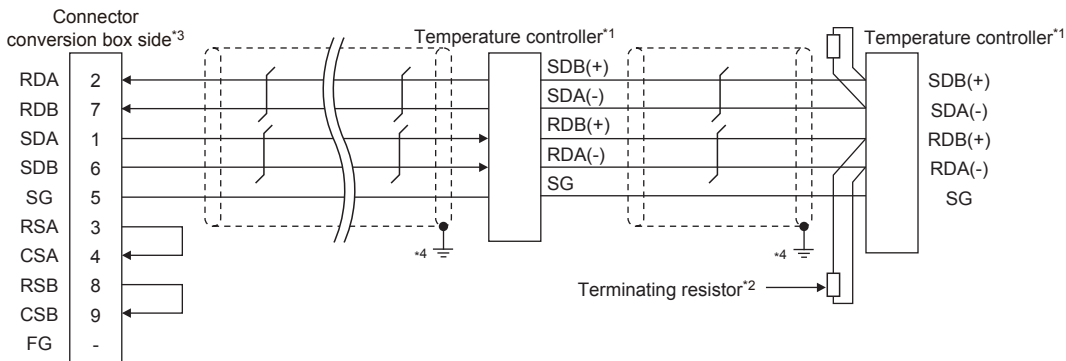 Connector
conversion box side*3
Temperature controller*1
Temperature controller*1
RDA 2
RDB 7
SDA 1
SDB 6
SG 5
RSA 3
CSA 4
RSB 8
CSB 9
FG -
SDB(+)
SDA(-)
RDB(+)
RDA(-)
SG
SDB(+)
SDA(-)
RDB(+)
RDA(-)
SG
*4
*4
Terminating resistor*2